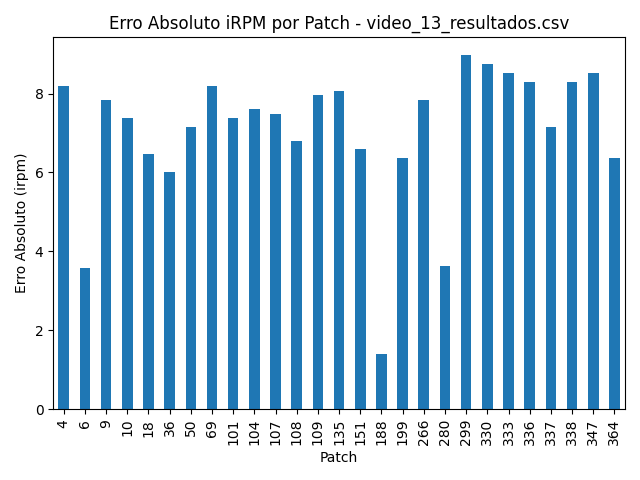 Erro Absoluto iRPM por Patch - video_13_resultados.csv
Erro Absoluto (irpm)
8
6
4
2
0
4 6 9 10 18 36 50 69 101 104 107 108 109 135 151 188 199 266 280 299 330 333 336 337 338 347 364
Patch